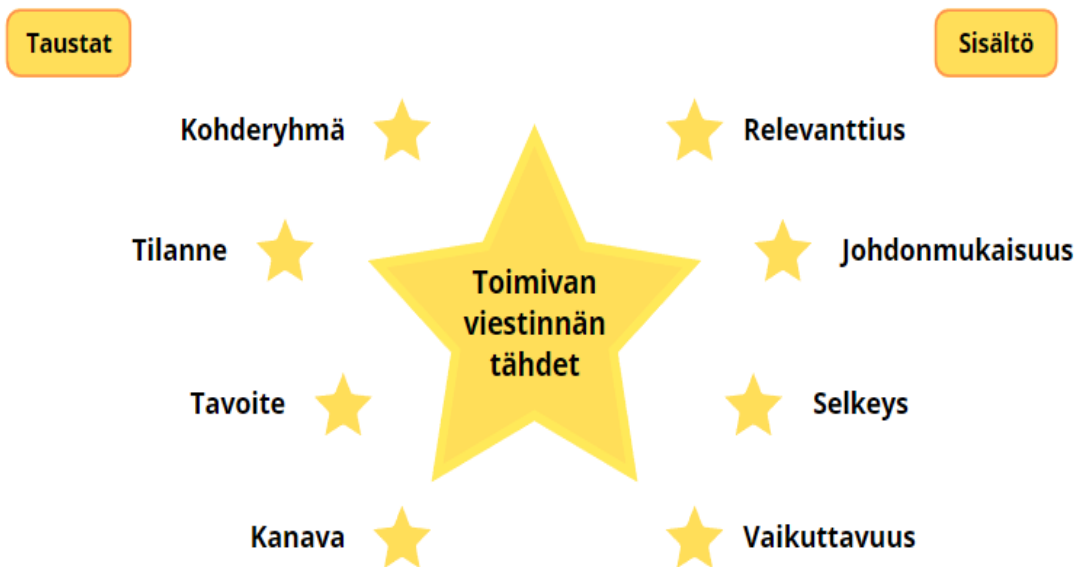 Taustat
Sisältö
Kohderyhmä
Relevanttius
Tilanne
Johdonmukaisuus
Toimivan
viestinnän
tähdet
Tavoite
Selkeys
Kanava
Vaikuttavuus